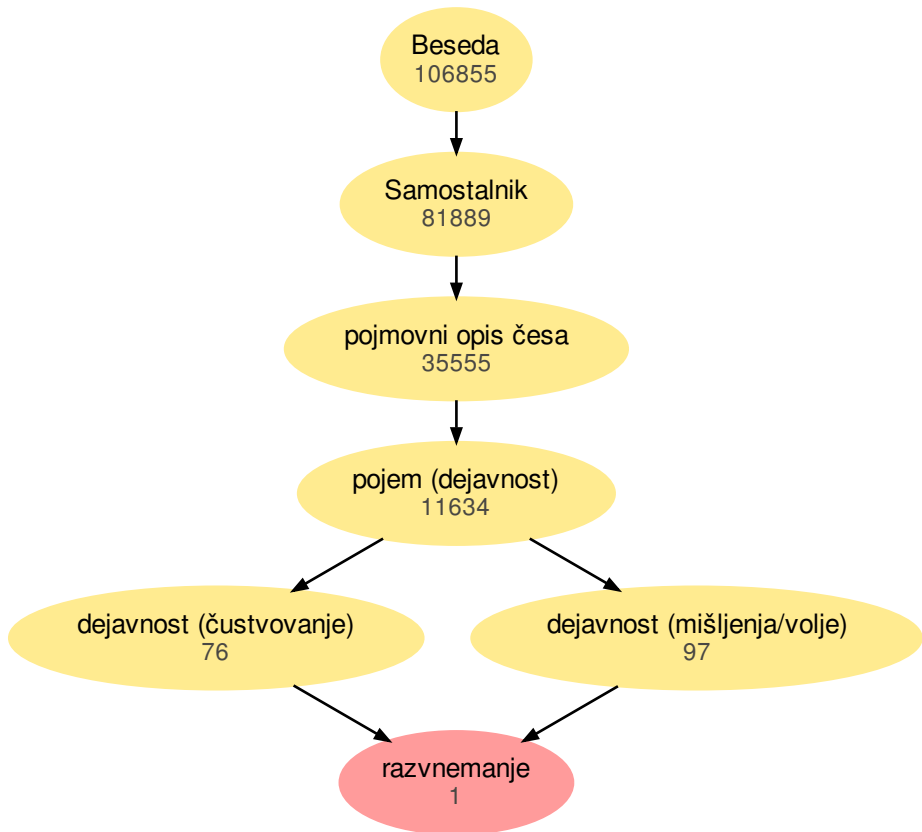 Beseda
106855
Samostalnik
81889
pojmovni opis česa
35555
pojem (dejavnost)
11634
dejavnost (čustvovanje)
76
dejavnost (mišljenja/volje)
97
razvnemanje
1